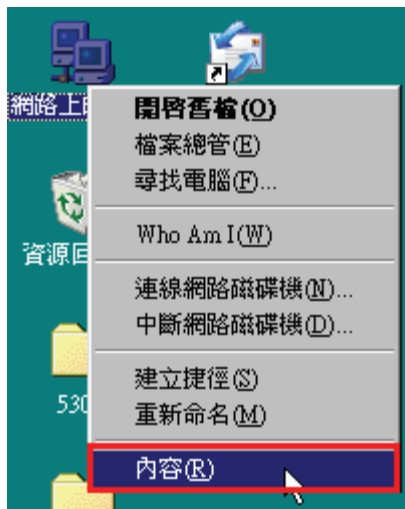 網路上
開啓舊檔(O)
檔案總管(E)
尋找電腦(F)...
Who Am I(W)
資源回
連線網路磁碟機(N)...
中斷網路磁碟機(D)...
建立捷徑(S)
530
重新命名(M)
內容(R)